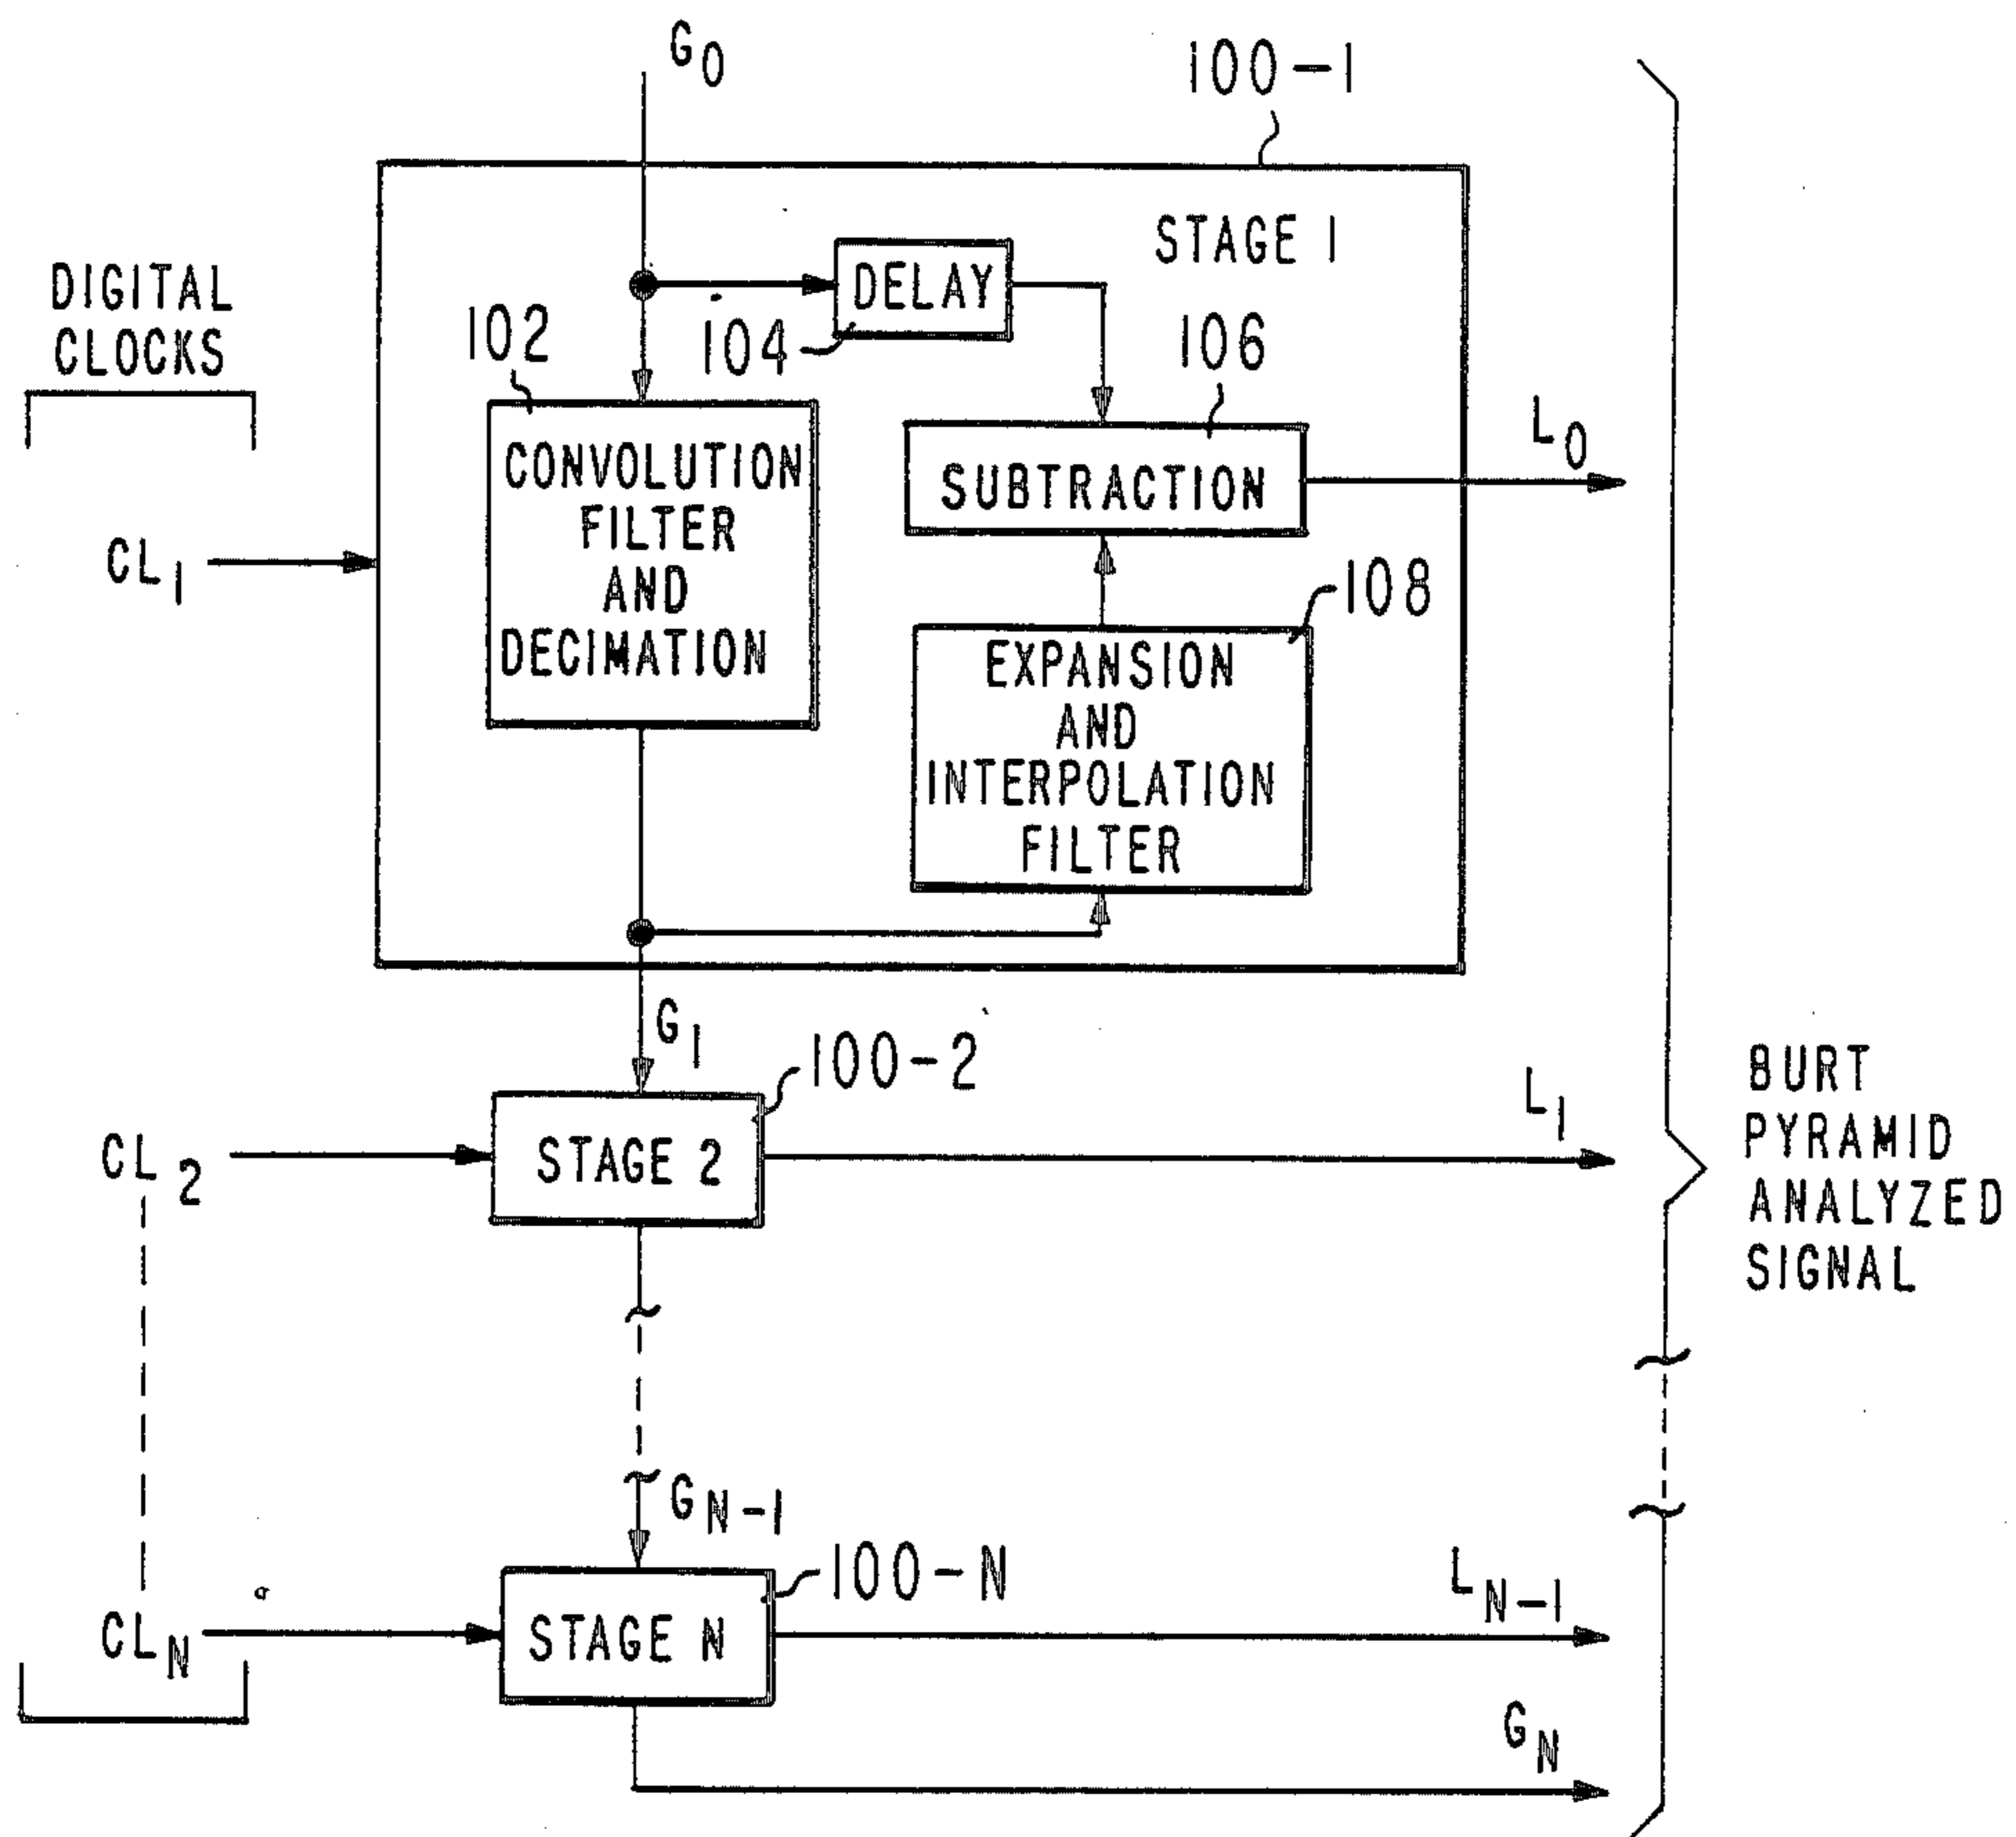 G0
100-1
STAGE 1
DIGITAL
CLOCKS
DELAY
102
104
106
CONVOLUTION
FILTER
AND
DECIMATION
SUBTRACTION
L0
CL1
108
EXPANSION
AND
INTERPOLATION
FILTER
G1
100-2
CL2
STAGE 2
L1
BURT
PYRAMID
ANALYZED
SIGNAL
GN-1
100-N
CLN
STAGE N
LN-1
GN